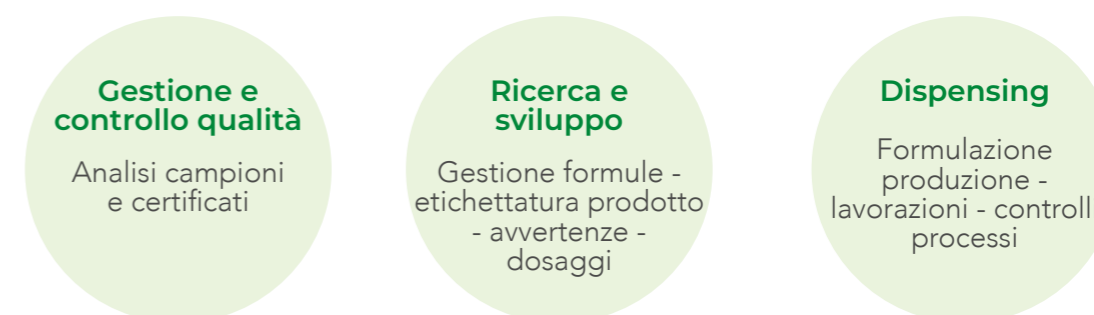 Gestione e
controllo qualità
Analisi campioni
e certificati
Ricerca e
sviluppo
Gestione formule -
etichettatura prodotto
- avvertenze -
dosaggi
Dispensing
Formulazione
produzione -
lavorazioni - controll
processi